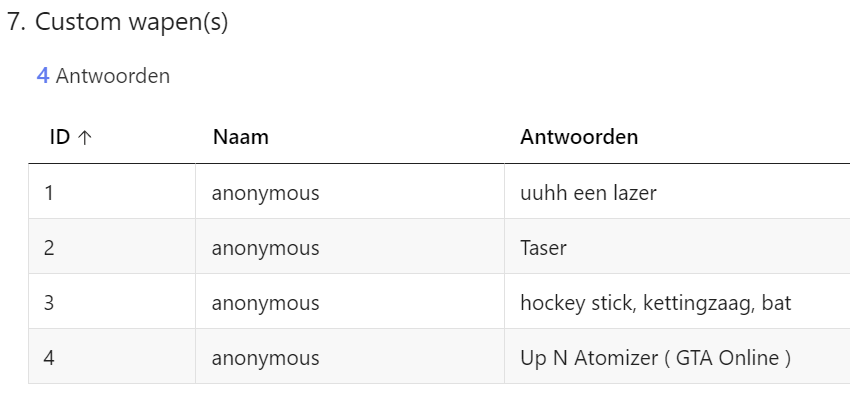 7. Custom wapen(s)
4 Antwoorden
ID ↑ Naam Antwoorden
1 anonymous uuhh een lazer
2 anonymous Taser
3 anonymous hockey stick, kettingzaag, bat
4 anonymous Up N Atomizer ( GTA Online )